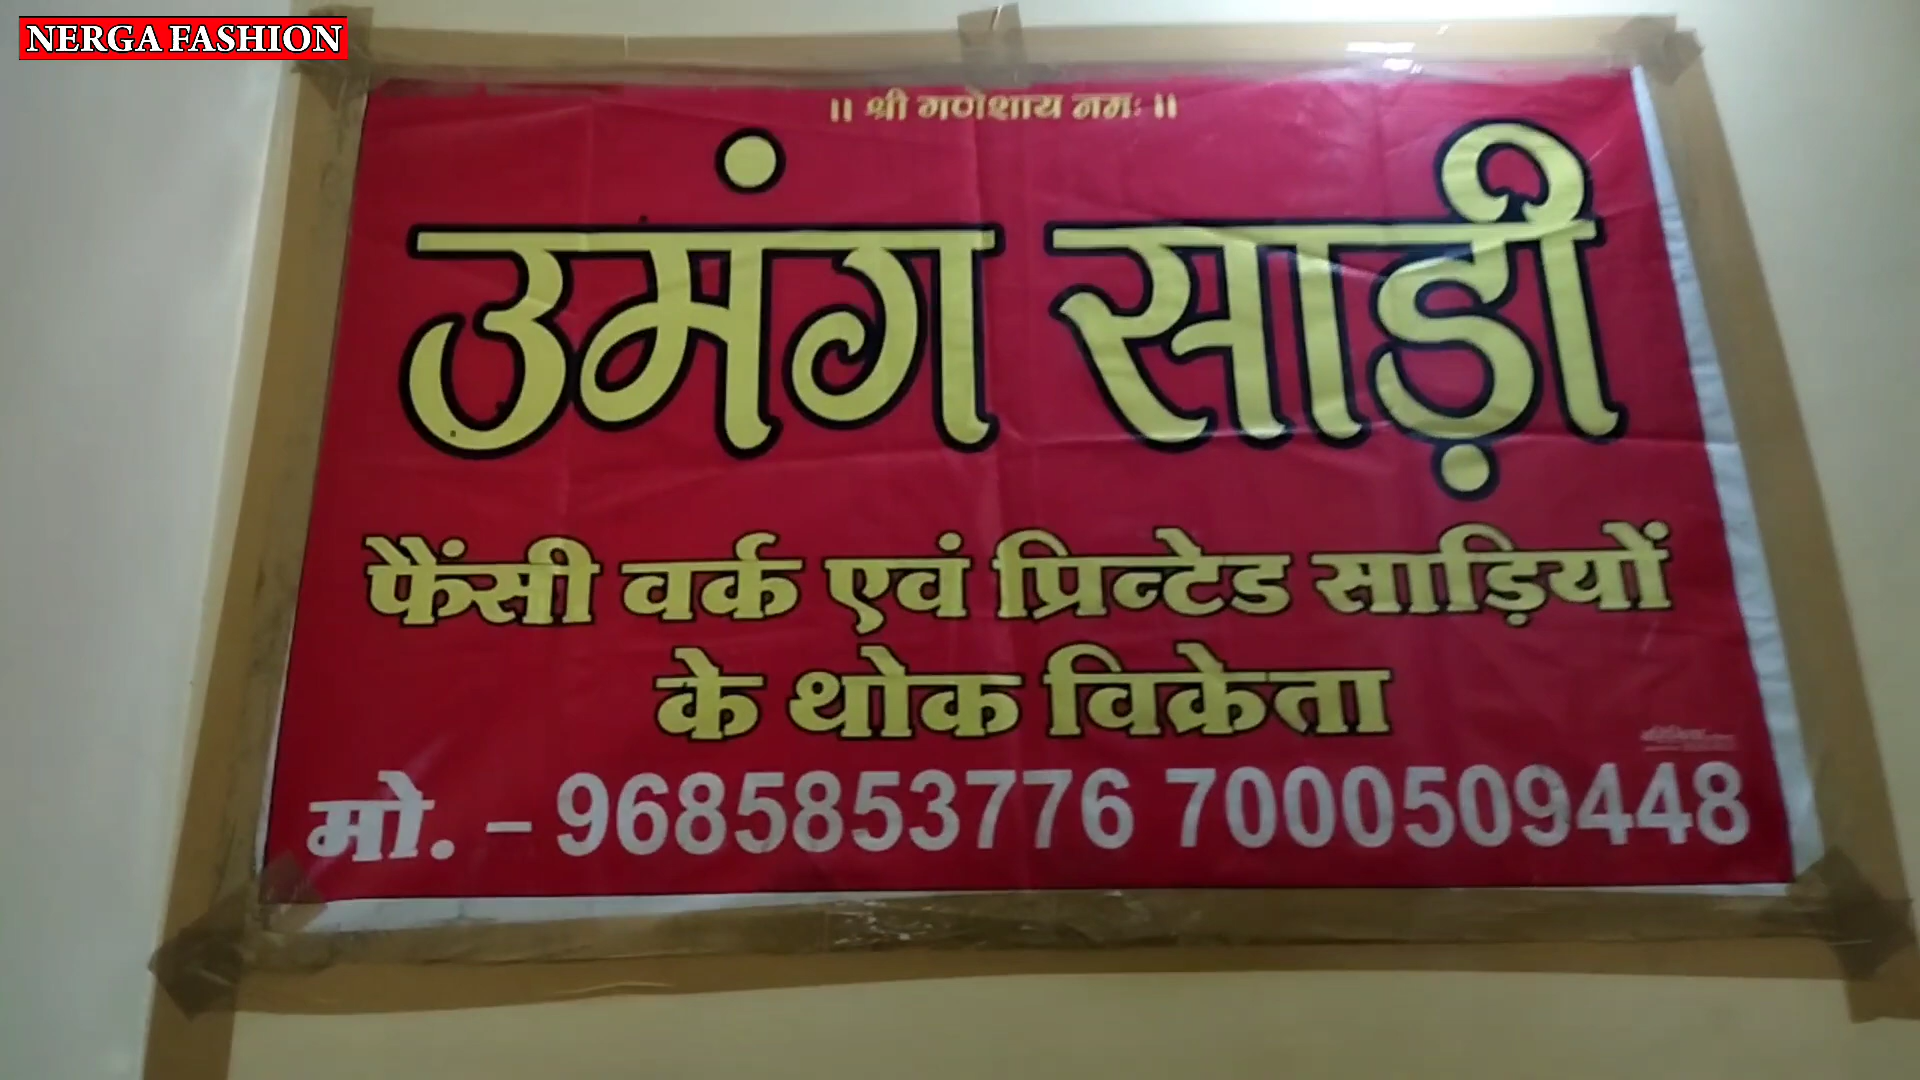 NERGA FASHION
॥ श्री गणेशाय नमः ॥
उमंग साड़ी
फैंसी वर्क एवं प्रिन्टेड साड़ियों
के थोक विक्रेता
मो. – 9685853776 7000509448